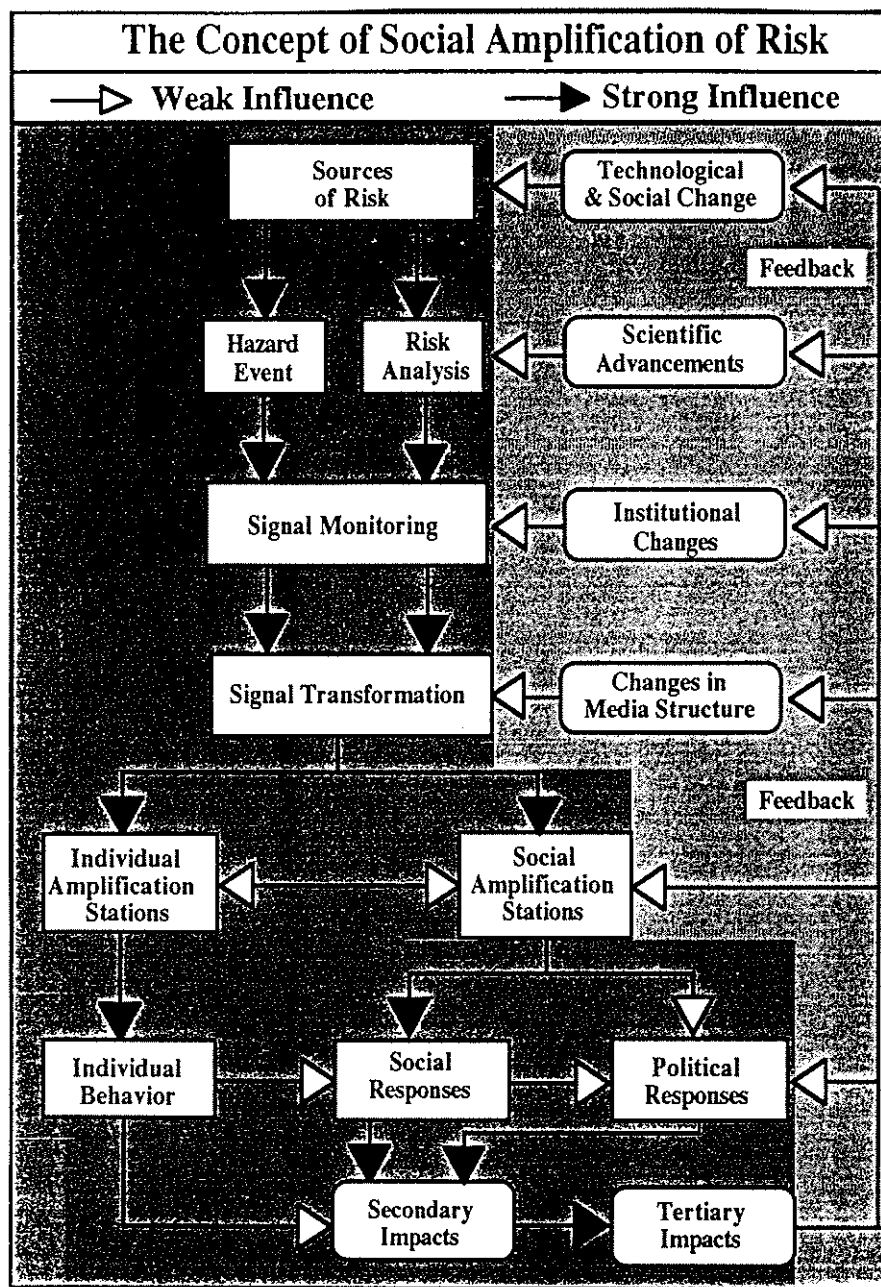 The Concept of Social Amplification of Risk
Weak Influence
Strong Influence
Sources
of Risk
Technological
& Social Change
Feedback
Hazard
Event
Risk
Analysis
Scientific
Advancements
Signal Monitoring
Institutional
Changes
Signal Transformation
Changes in
Media Structure
Feedback
Individual
Amplification
Stations
Social
Amplification
Stations
Individual
Behavior
Social
Responses
Political
Responses
Secondary
Impacts
Tertiary
Impacts